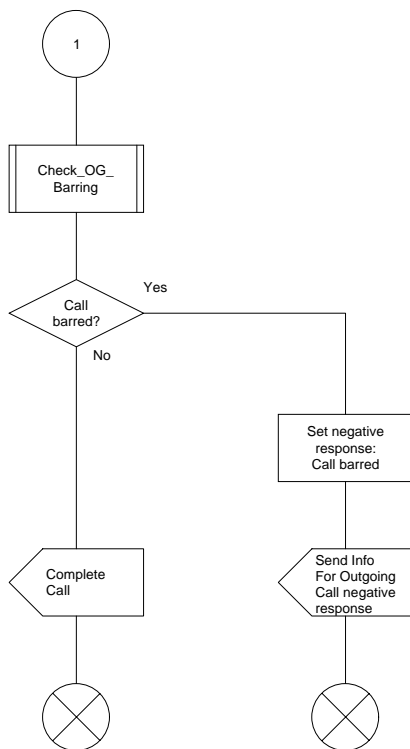 1
Check_OG_
Barring
Call
barred?
Yes
No
Set negative
response:
Call barred
Complete
Call
Send Info
For Outgoing
Call negative
response